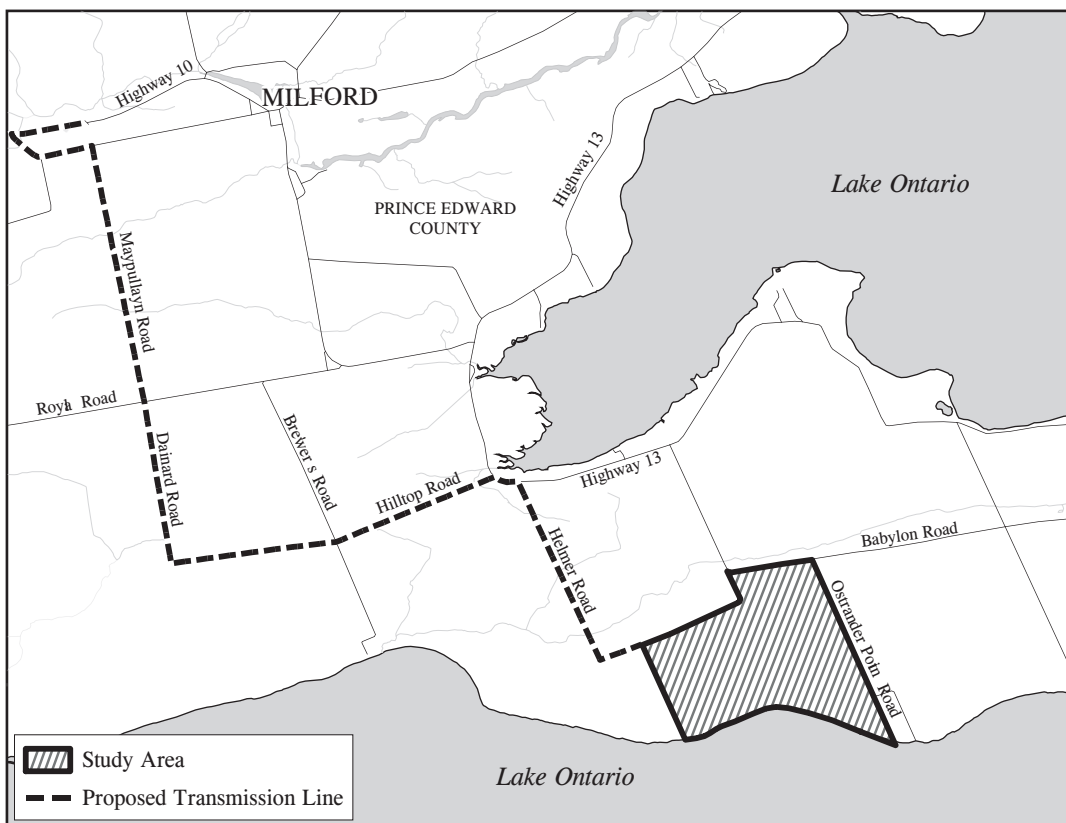 Highway 10
MILFORD
Highway 13
Lake Ontario
PRINCE EDWARD
COUNTY
Maypullayn Road
Royla Road
Dainard Road
Brewer's Road
Hilltop Road
Highway 13
Helmer Road
Babylon Road
Ostrander Poin Road
Study Area
Proposed Transmission Line
Lake Ontario